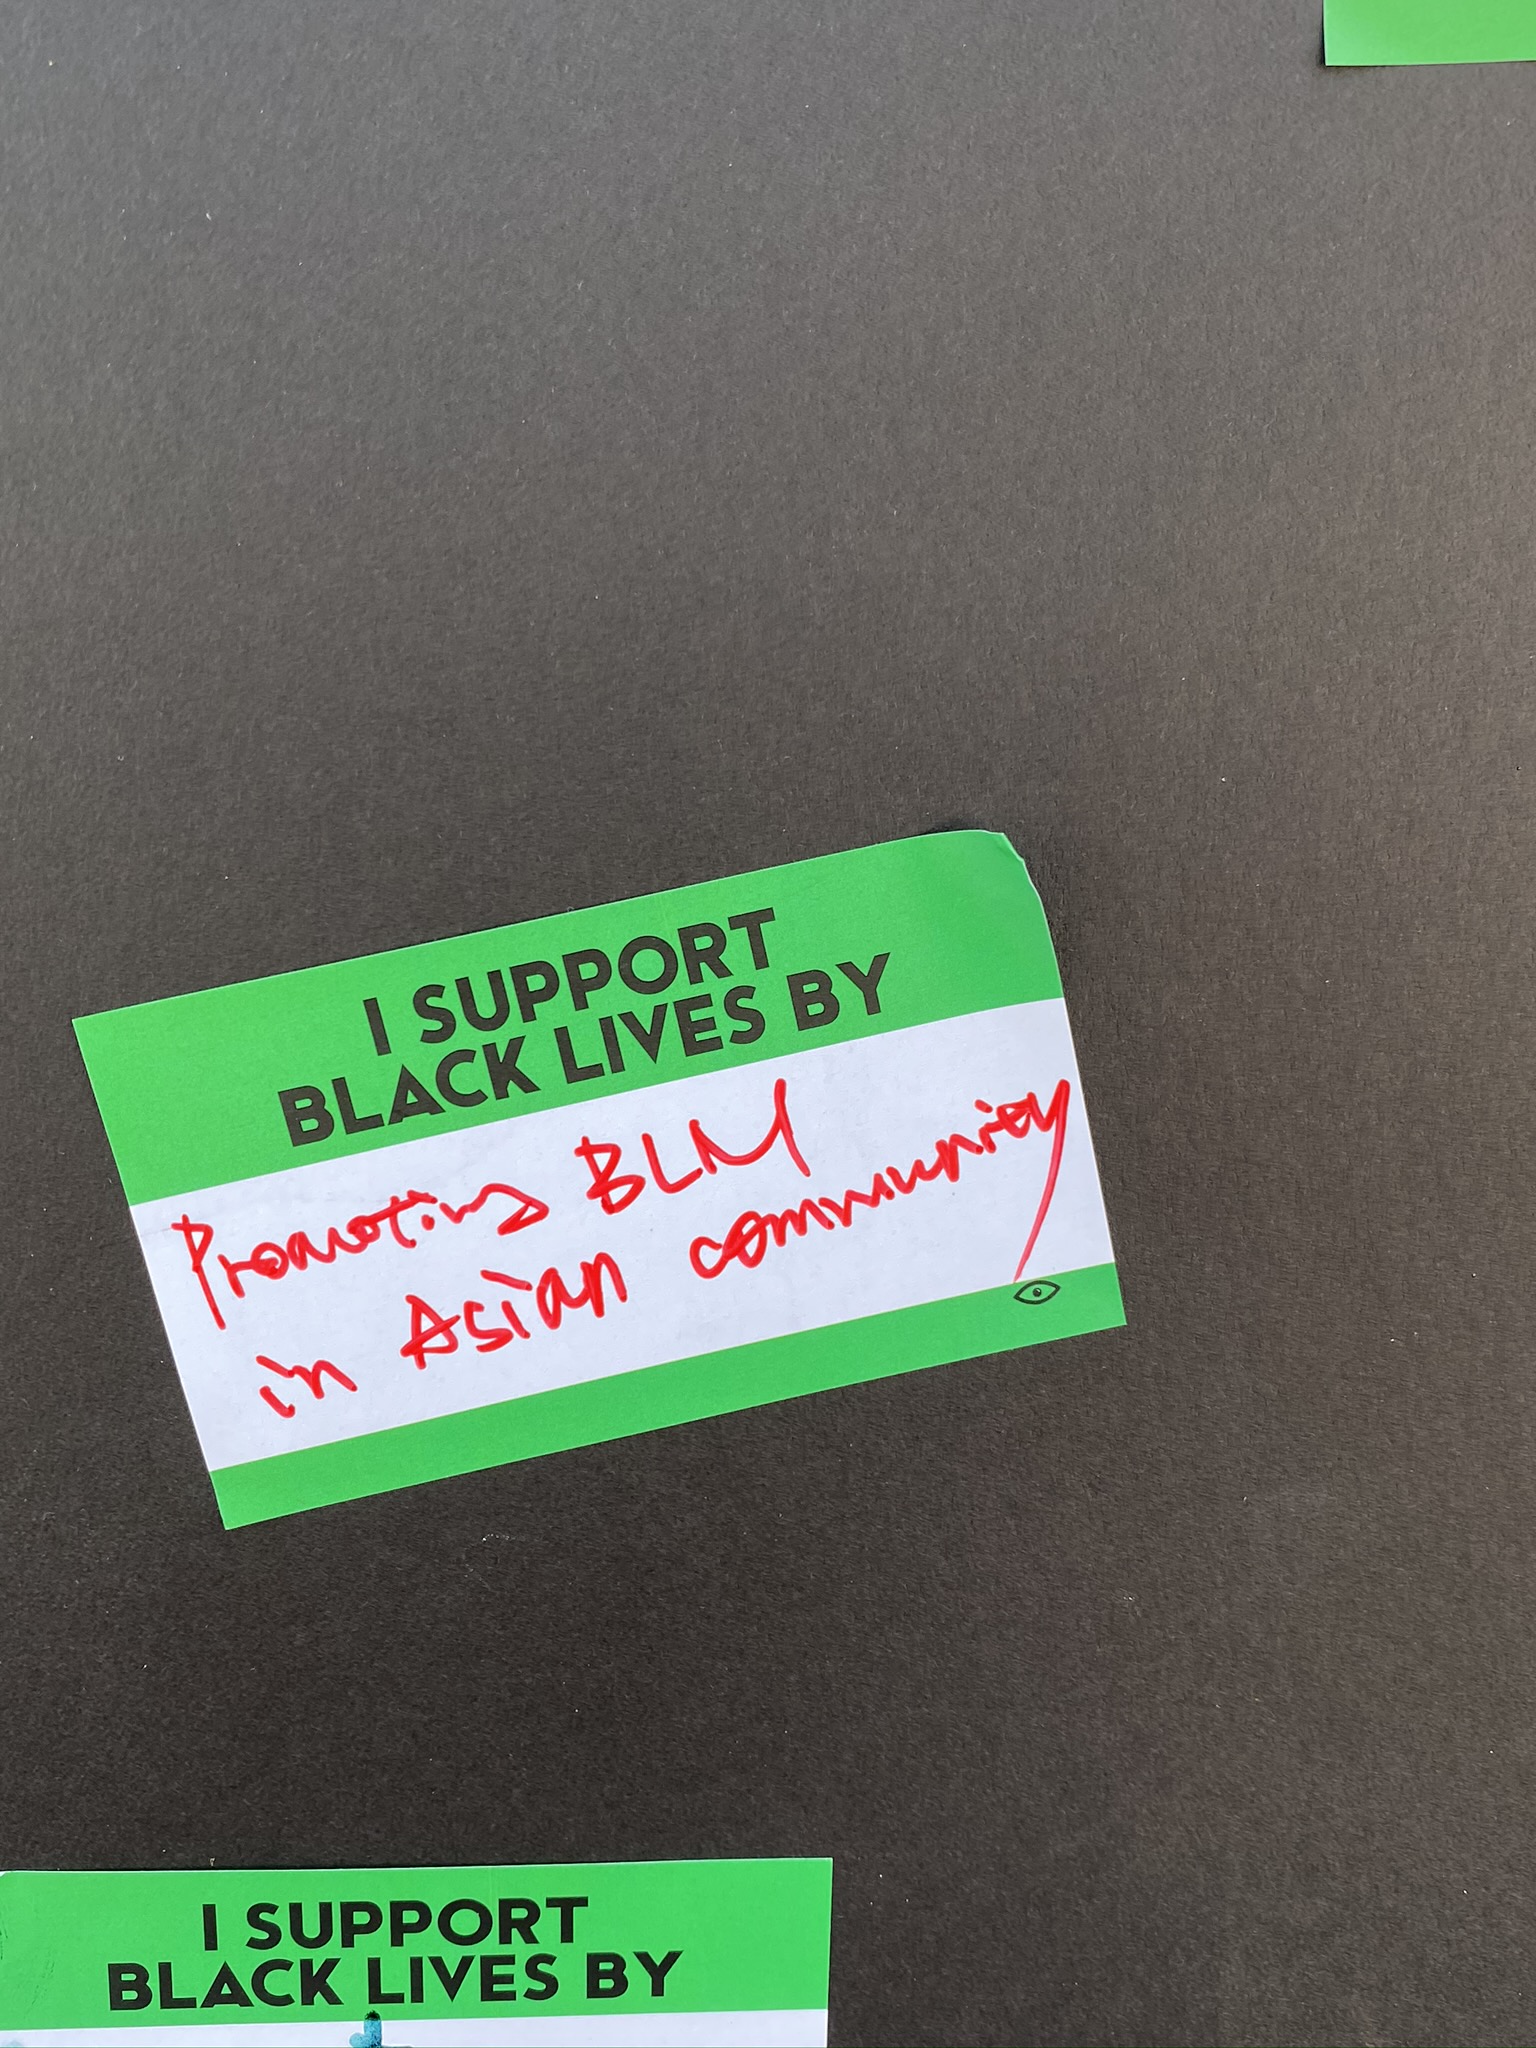 I SUPPORT
BLACK LIVES BY
Promoting BLM
in Asian community
I SUPPORT
BLACK LIVES BY